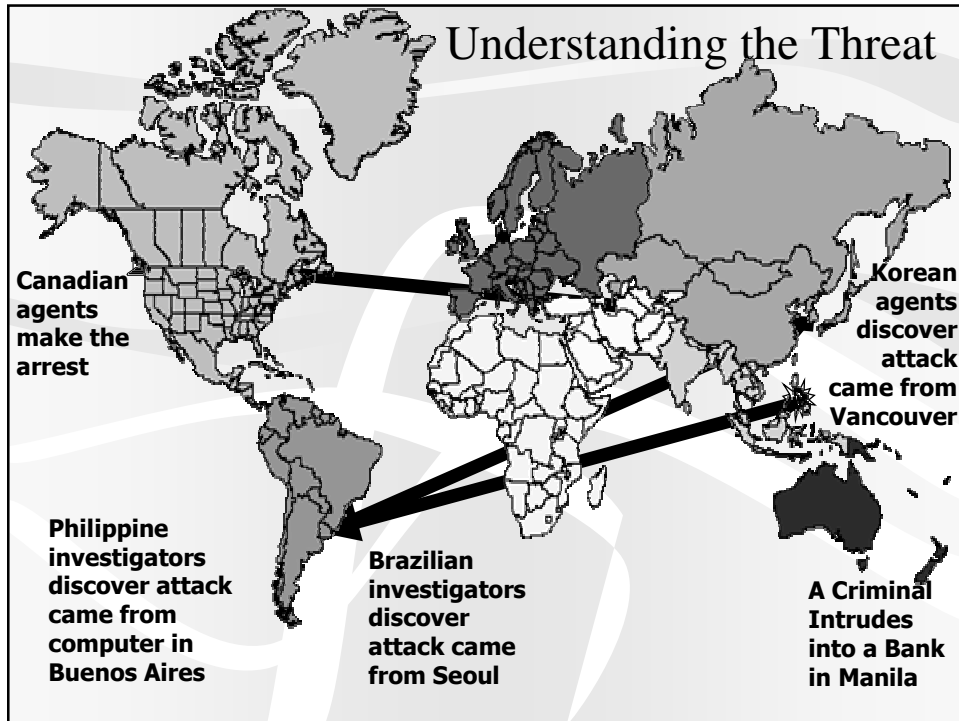 Understanding the Threat
Canadian
agents
make the
arrest
Korean
agents
discover
attack
came from
Vancouver
Philippine
investigators
discover attack
came from
computer in
Buenos Aires
Brazilian
investigators
discover
attack came
from Seoul
A Criminal
Intrudes
into a Bank
in Manila